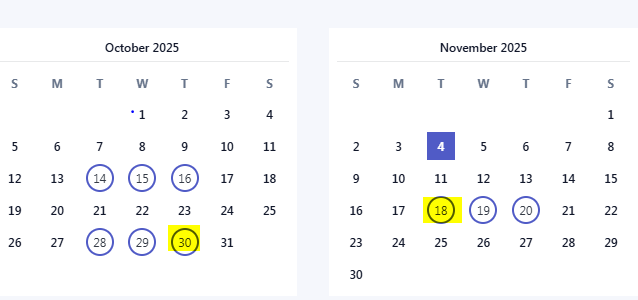 October 2025
S M T W T F S
1 2 3 4
5 6 7 8 9 10 11
12 13 14 15 16 17 18
19 20 21 22 23 24 25
26 27 28 29 30 31
November 2025
S M T W T F S
1
2 3 4 5 6 7 8
9 10 11 12 13 14 15
16 17 18 19 20 21 22
23 24 25 26 27 28 29
30